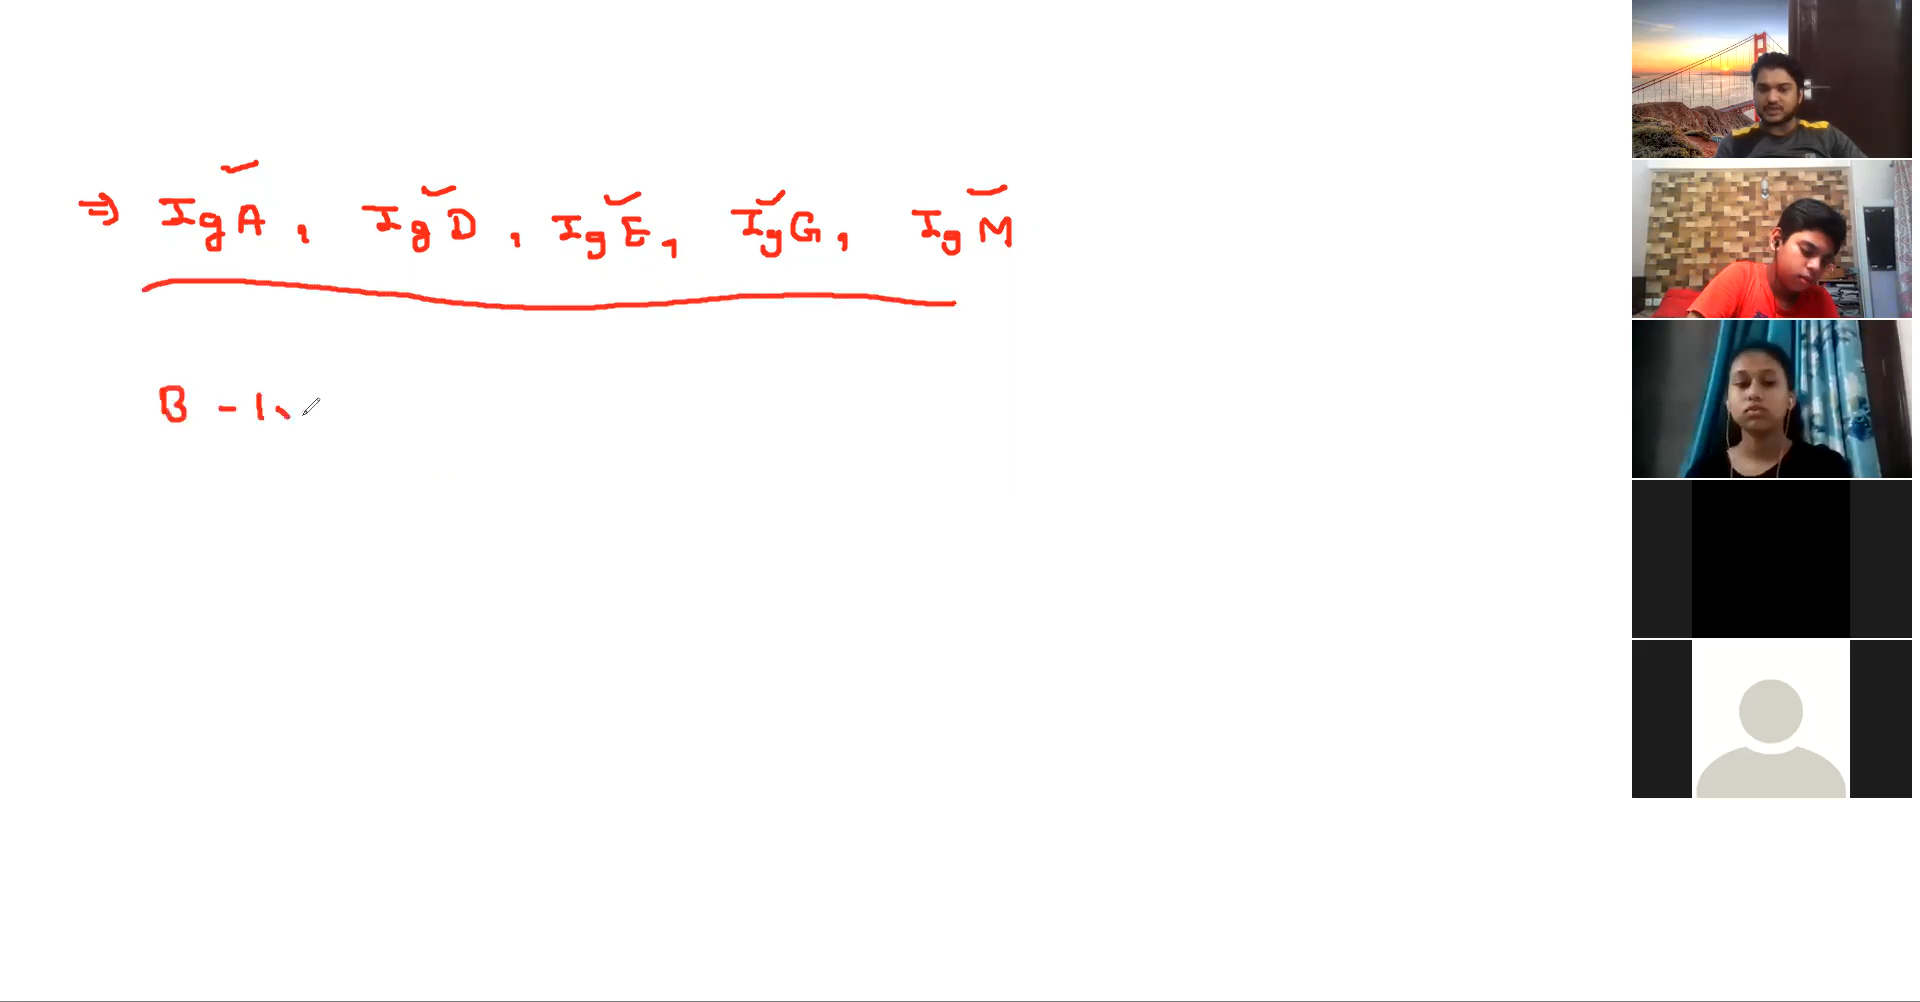 ⇒ IgA, IgD, IgE, IgG, IgM
B - l